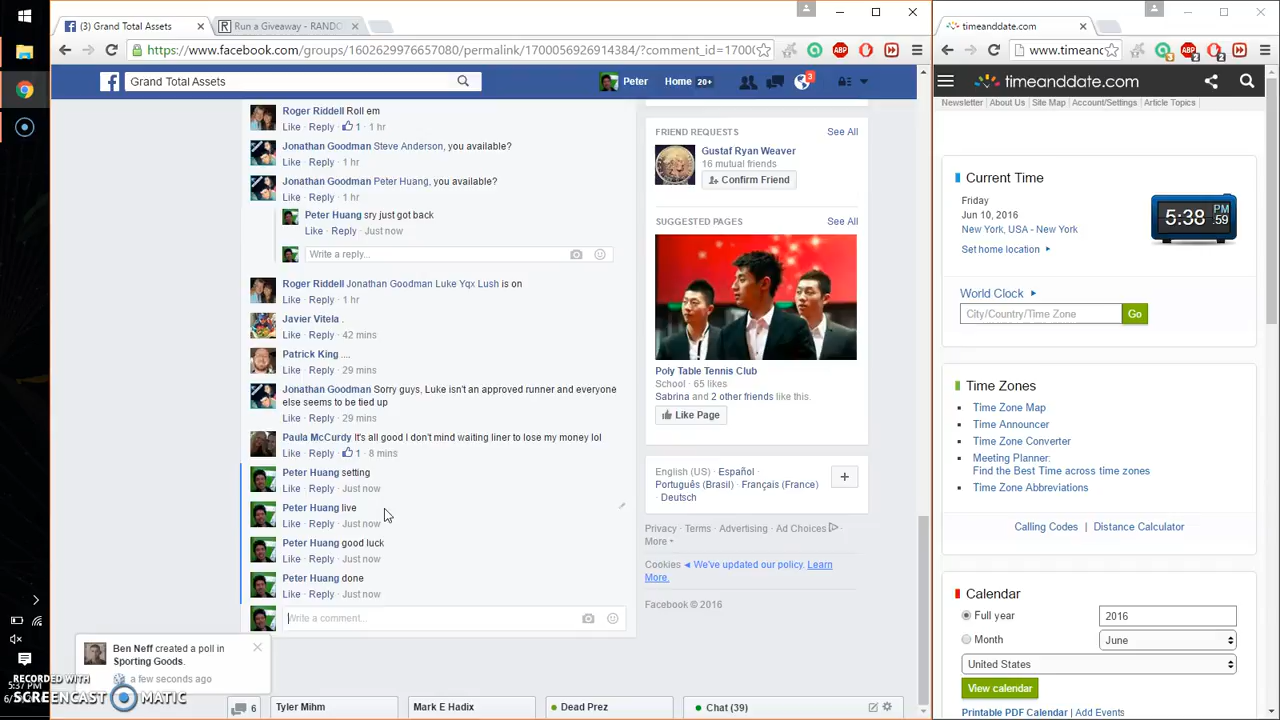 (3) Grand Total Assets
Run a Giveaway - RANDO
https://www.facebook.com/groups/1602629976657080/permalink/1700056926914384/?comment_id=17000
Grand Total Assets
Peter
Home 20+
3
Roger Riddell Roll em
Like · Reply · 1 · 1 hr
Jonathan Goodman Steve Anderson, you available?
Like · Reply · 1 hr
Jonathan Goodman Peter Huang, you available?
Like · Reply · 1 hr
Peter Huang sry just got back
Like · Reply · Just now
Write a reply...
Roger Riddell Jonathan Goodman Luke Yqx Lush is on
Like · Reply · 1 hr
Javier Vitela .
Like · Reply · 42 mins
Patrick King ....
Like · Reply · 29 mins
Jonathan Goodman Sorry guys, Luke isn't an approved runner and everyone
else seems to be tied up
Like · Reply · 29 mins
Paula McCurdy It's all good I don't mind waiting liner to lose my money lol
Like · Reply · 1 · 8 mins
Peter Huang setting
Like · Reply · Just now
Peter Huang live
Like · Reply · Just now
Peter Huang good luck
Like · Reply · Just now
Peter Huang done
Like · Reply · Just now
Write a comment...
FRIEND REQUESTS See All
Gustaf Ryan Weaver
16 mutual friends
Confirm Friend
SUGGESTED PAGES See All
Poly Table Tennis Club
School · 65 likes
Sabrina and 2 other friends like this.
Like Page
English (US) · Español ·
Português (Brasil) · Français (France) ·
Deutsch
Privacy · Terms · Advertising · Ad Choices ·
More
Cookies We've updated our policy. Learn
More.
Facebook © 2016
Ben Neff created a poll in
Sporting Goods.
a few seconds ago
5:37 PM
RECORDED WITH
SCREENCAST MATIC
6
Tyler Mihm
Mark E Hadix
Dead Prez
Chat (39)
timeanddate.com
www.timeanc
ABP
timeanddate.com
Newsletter | About Us | Site Map | Account/Settings | Article Topics
Current Time
Friday
Jun 10, 2016
New York, USA - New York
Set home location
5:38 PM .59
World Clock
City/Country/Time Zone Go
Time Zones
Time Zone Map
Time Announcer
Time Zone Converter
Meeting Planner:
Find the Best Time across time zones
Time Zone Abbreviations
Calling Codes | Distance Calculator
Calendar
Full year 2016
Month June
United States
View calendar
Printable PDF Calendar | Add Events